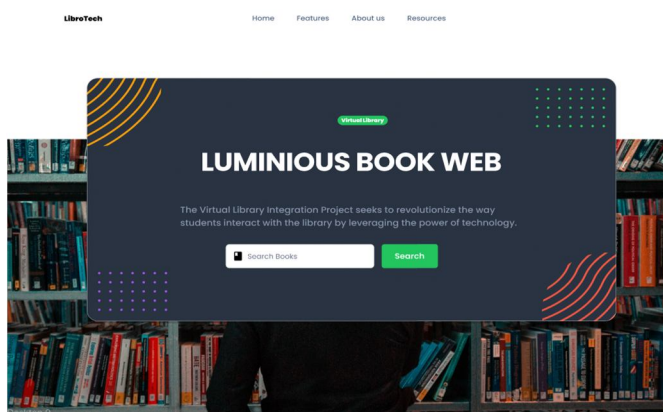 LibroTech
Home Features About us Resources
Virtual Library
LUMINIOUS BOOK WEB
The Virtual Library Integration Project seeks to revolutionize the way
students interact with the library by leveraging the power of technology.
Search Books
Search